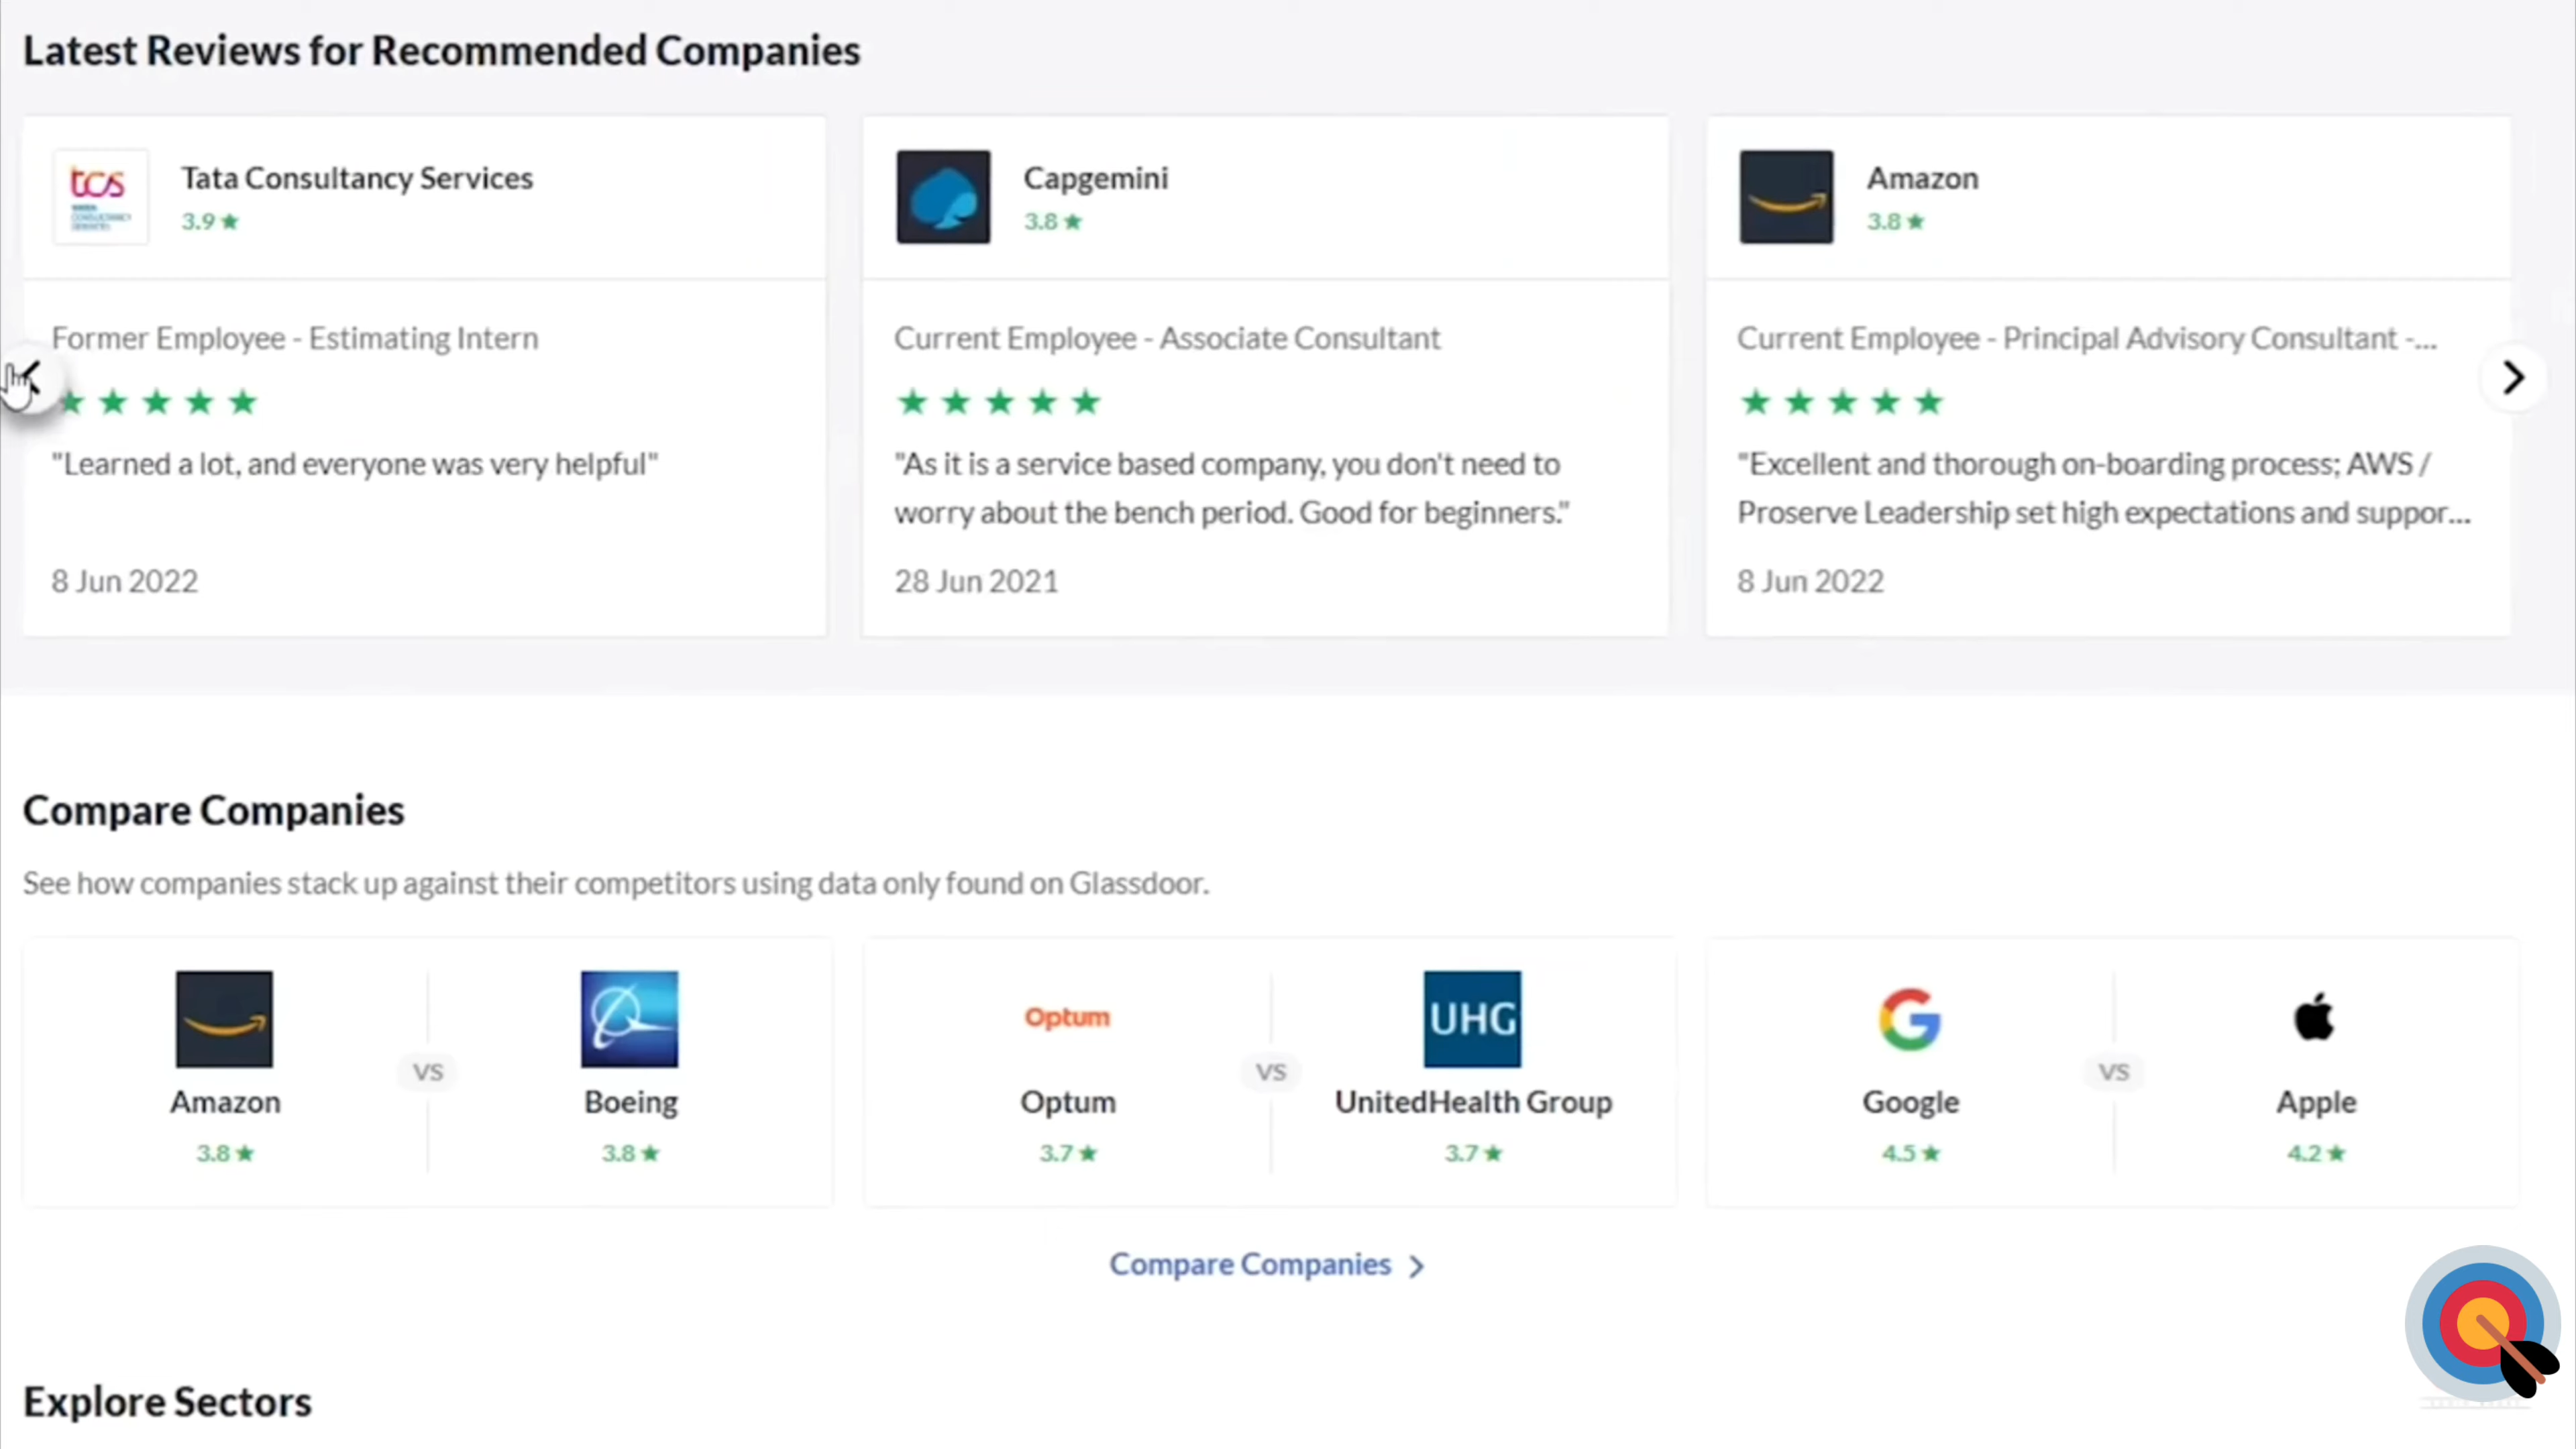 Latest Reviews for Recommended Companies
tcs
Tata Consultancy Services
3.9 ★
Former Employee - Estimating Intern
"Learned a lot, and everyone was very helpful"
8 Jun 2022
Capgemini
3.8 ★
Current Employee - Associate Consultant
"As it is a service based company, you don't need to
worry about the bench period. Good for beginners."
28 Jun 2021
Amazon
3.8 ★
Current Employee - Principal Advisory Consultant -...
"Excellent and thorough on-boarding process; AWS /
Proserve Leadership set high expectations and suppor...
8 Jun 2022
Compare Companies
See how companies stack up against their competitors using data only found on Glassdoor.
Amazon
3.8 ★
VS
Boeing
3.8 ★
Optum
Optum
3.7 ★
VS
UHG
UnitedHealth Group
3.7 ★
Google
4.5 ★
VS
Apple
4.2 ★
Compare Companies
Explore Sectors